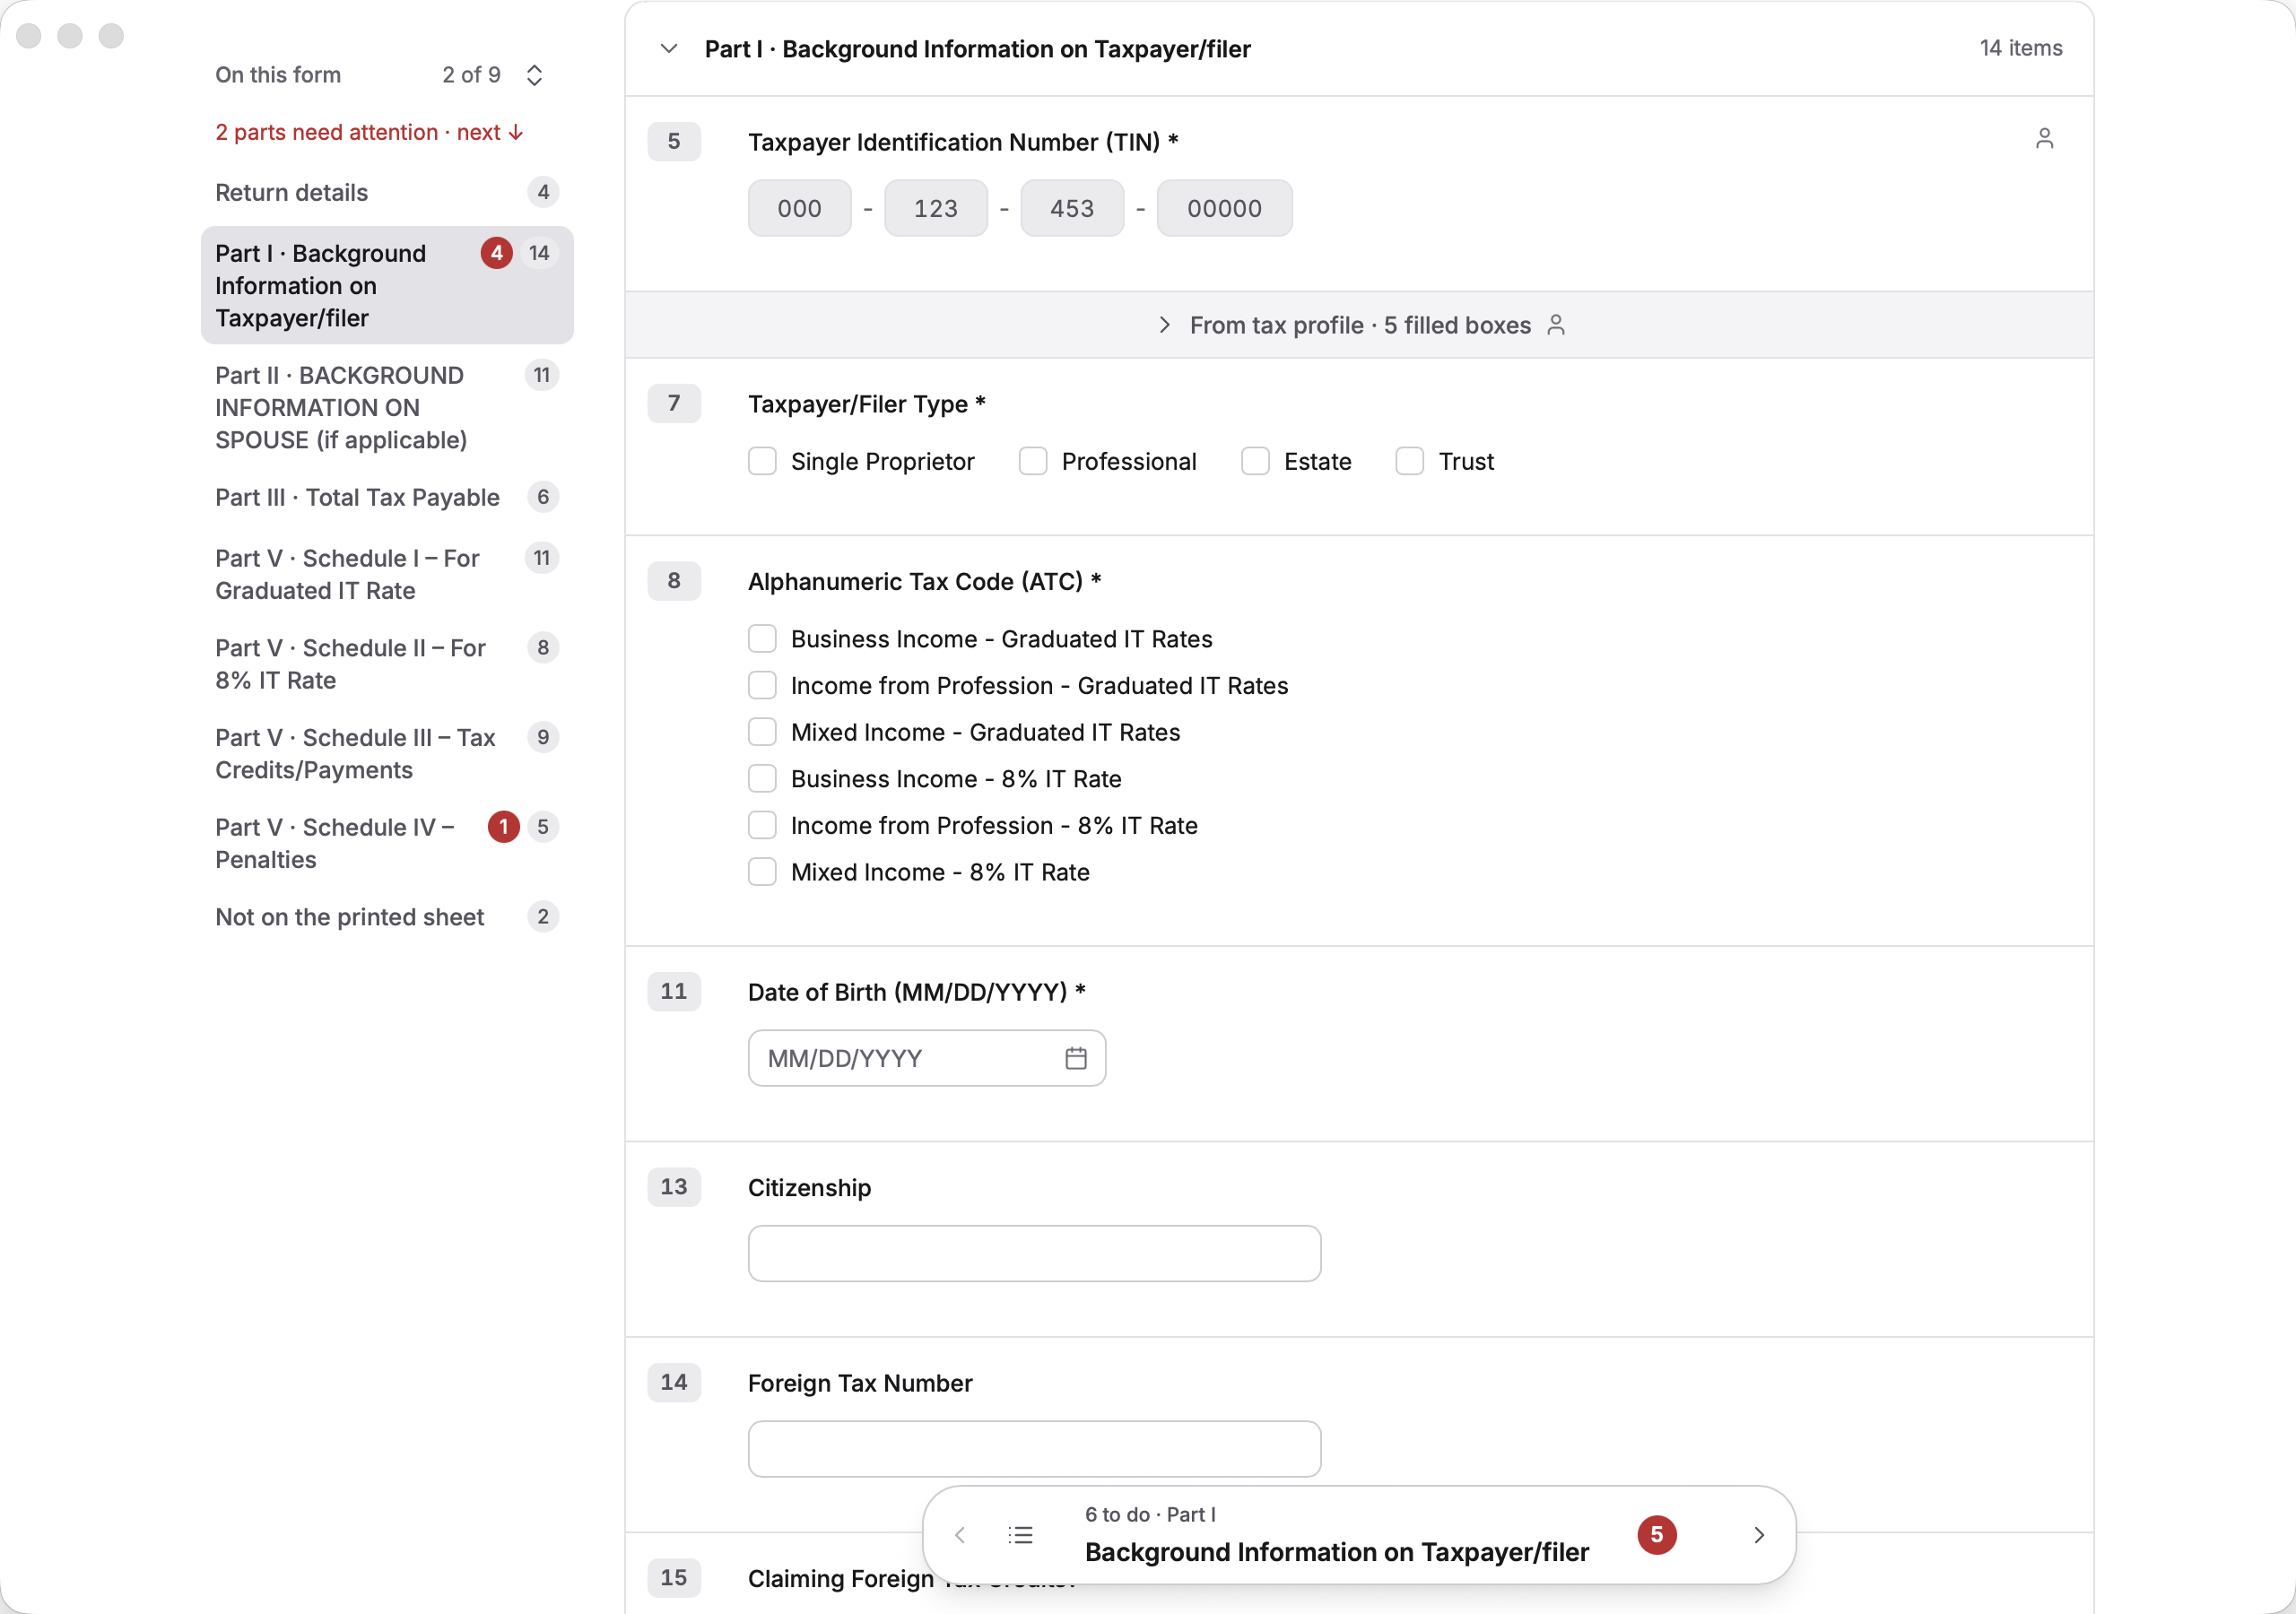 On this form
2 of 9
2 parts need attention · next ↓
Return details
4
Part I · Background Information on Taxpayer/filer
4
14
Part II · BACKGROUND INFORMATION ON SPOUSE (if applicable)
11
Part III · Total Tax Payable
6
Part V · Schedule I – For Graduated IT Rate
11
Part V · Schedule II – For 8% IT Rate
8
Part V · Schedule III – Tax Credits/Payments
9
Part V · Schedule IV – Penalties
1
5
Not on the printed sheet
2
Part I · Background Information on Taxpayer/filer
14 items
5
Taxpayer Identification Number (TIN) *
000 - 123 - 453 - 00000
From tax profile · 5 filled boxes
7
Taxpayer/Filer Type *
Single Proprietor
Professional
Estate
Trust
8
Alphanumeric Tax Code (ATC) *
Business Income - Graduated IT Rates
Income from Profession - Graduated IT Rates
Mixed Income - Graduated IT Rates
Business Income - 8% IT Rate
Income from Profession - 8% IT Rate
Mixed Income - 8% IT Rate
11
Date of Birth (MM/DD/YYYY) *
MM/DD/YYYY
13
Citizenship
14
Foreign Tax Number
15
Claiming Foreign
6 to do · Part I
Background Information on Taxpayer/filer
5